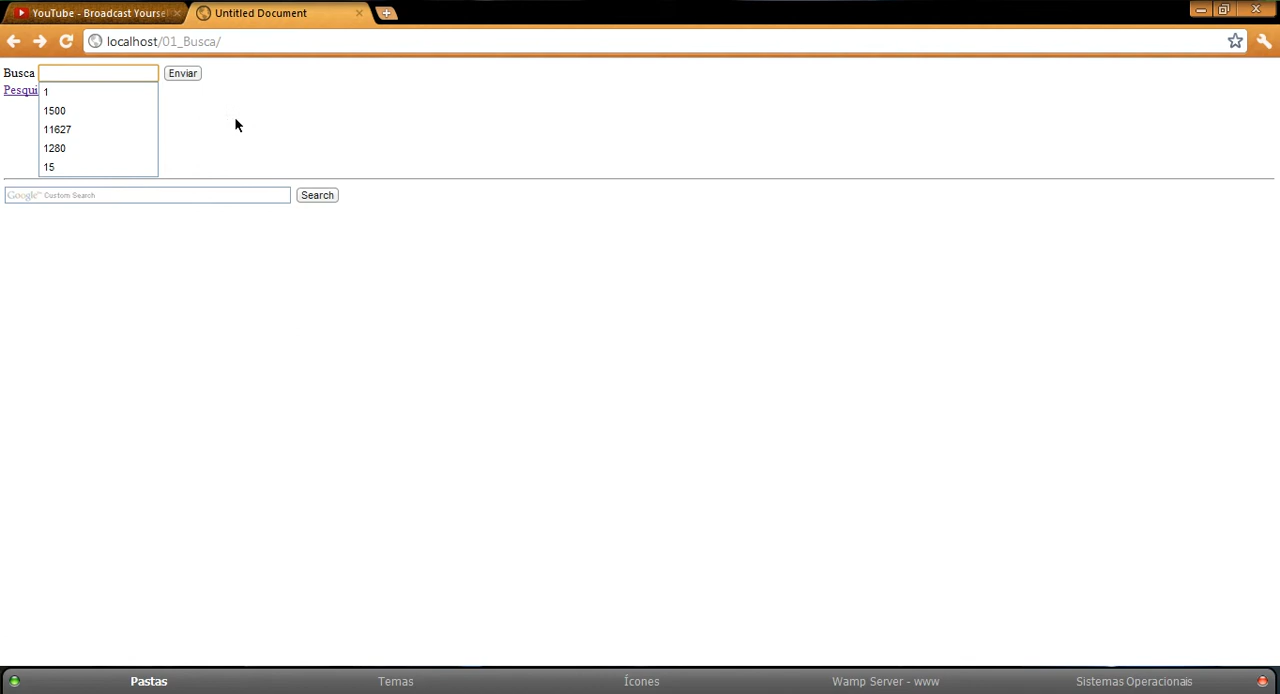 YouTube - Broadcast Yourse
Untitled Document
localhost/01_Busca/
Busca
Enviar
Pesqui
1
1500
11627
1280
15
Google™ Custom Search
Search
Pastas
Temas
Ícones
Wamp Server - www
Sistemas Operacionais